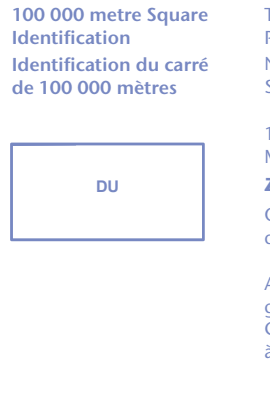 100 000 metre Square
Identification
Identification du carré
de 100 000 mètres
DU